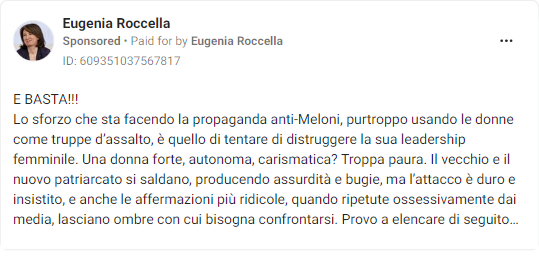 Eugenia Roccella
Sponsored • Paid for by Eugenia Roccella
ID: 609351037567817
E BASTA!!!
Lo sforzo che sta facendo la propaganda anti-Meloni, purtroppo usando le donne
come truppe d'assalto, è quello di tentare di distruggere la sua leadership
femminile. Una donna forte, autonoma, carismatica? Troppa paura. Il vecchio e il
nuovo patriarcato si saldano, producendo assurdità e bugie, ma l'attacco è duro e
insistito, e anche le affermazioni più ridicole, quando ripetute ossessivamente dai
media, lasciano ombre con cui bisogna confrontarsi. Provo a elencare di seguito...